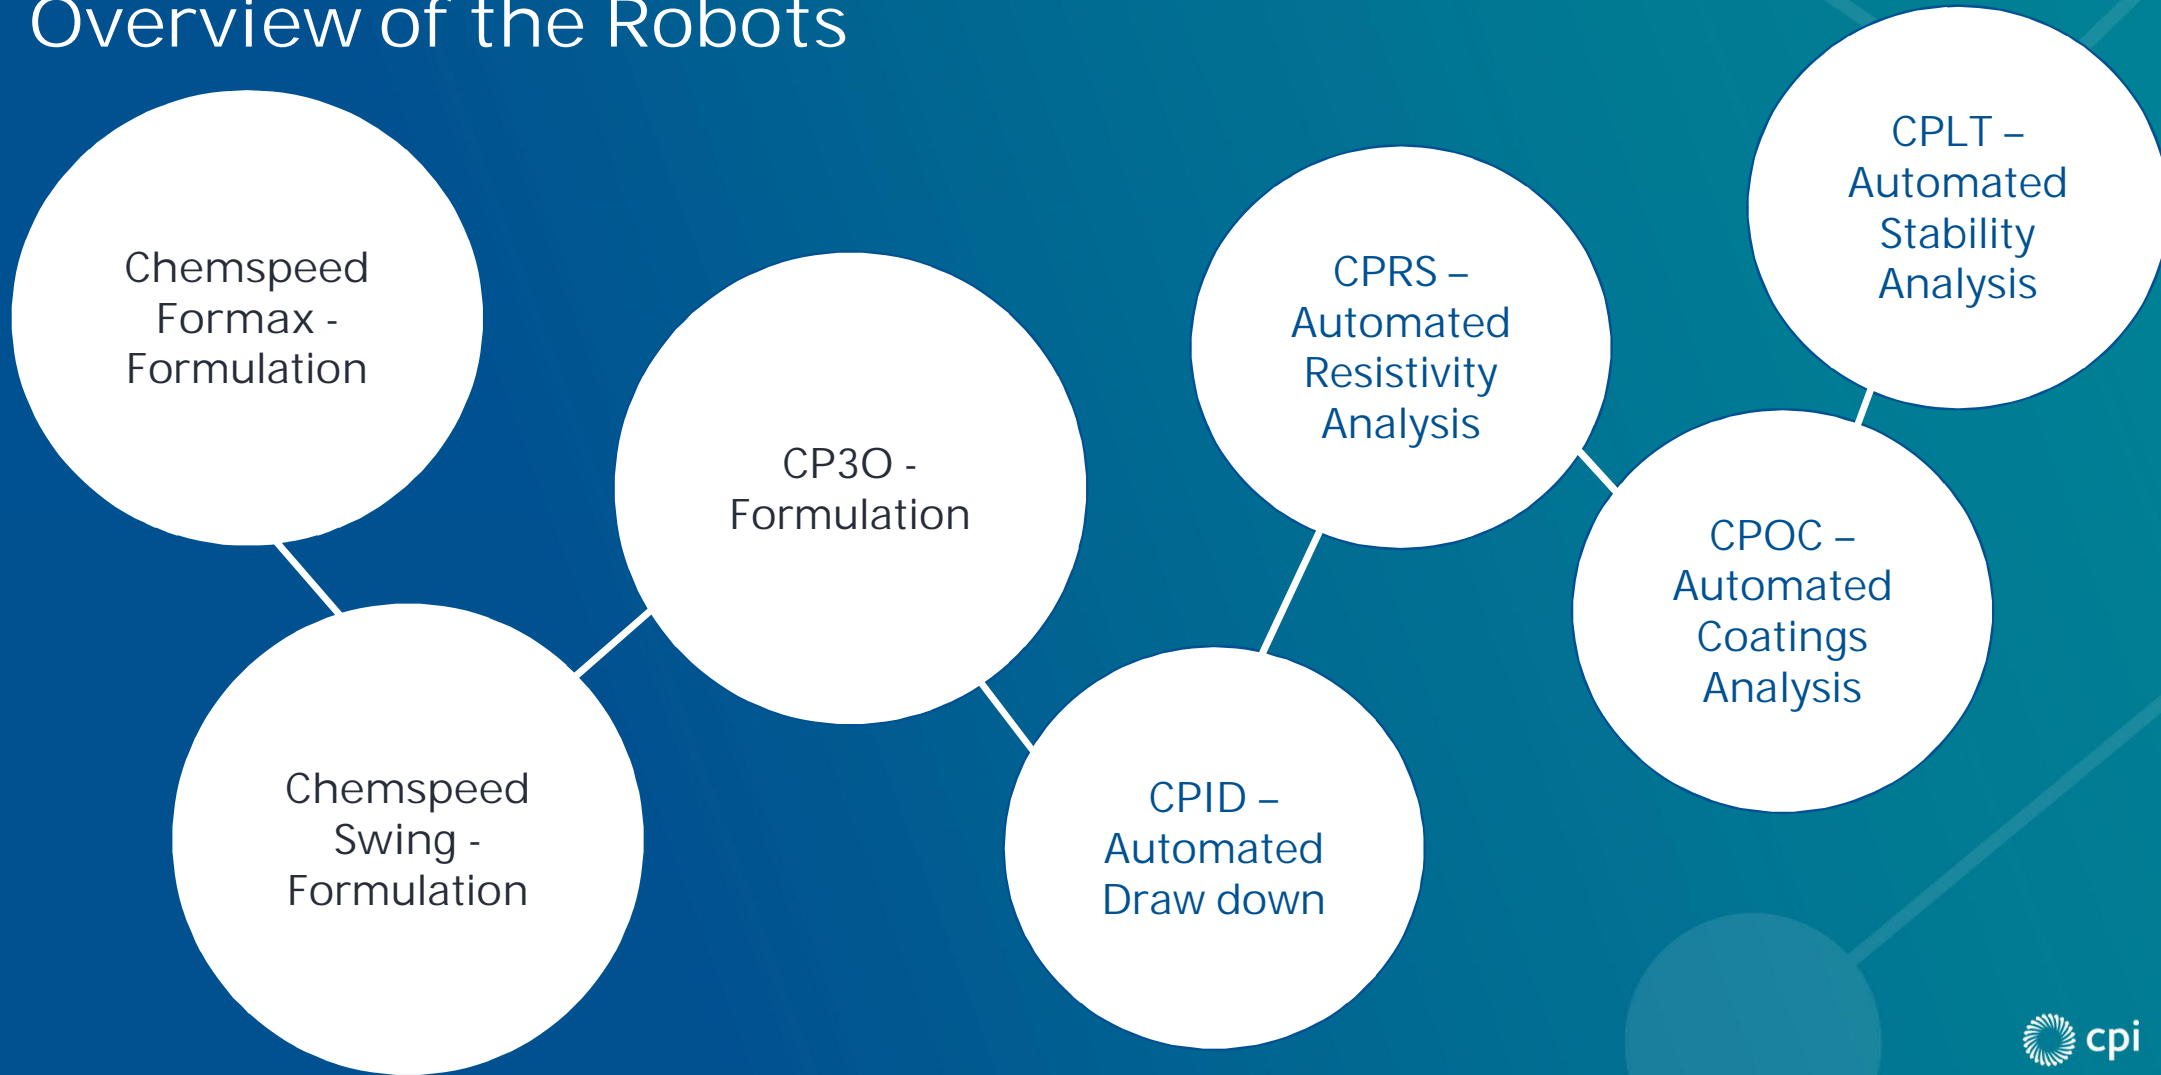 Overview of the Robots
Chemspeed
Formax -
Formulation
Chemspeed
Swing -
Formulation
CP3O -
Formulation
CPID –
Automated
Draw down
CPRS –
Automated
Resistivity
Analysis
CPOC –
Automated
Coatings
Analysis
CPLT –
Automated
Stability
Analysis
cpi